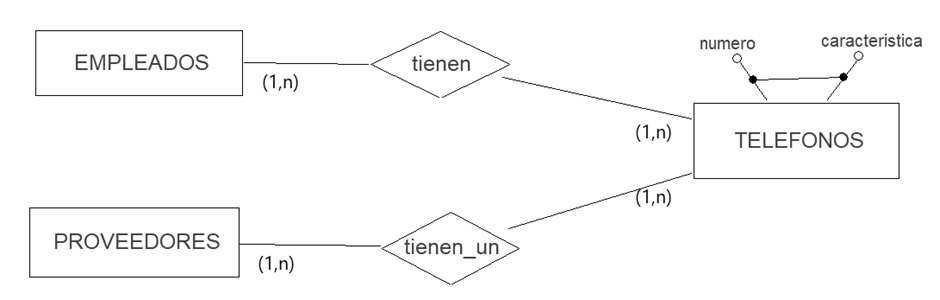 numero
caracteristica
EMPLEADOS
tienen
(1,n)
(1,n)
TELEFONOS
(1,n)
PROVEEDORES
tienen_un
(1,n)